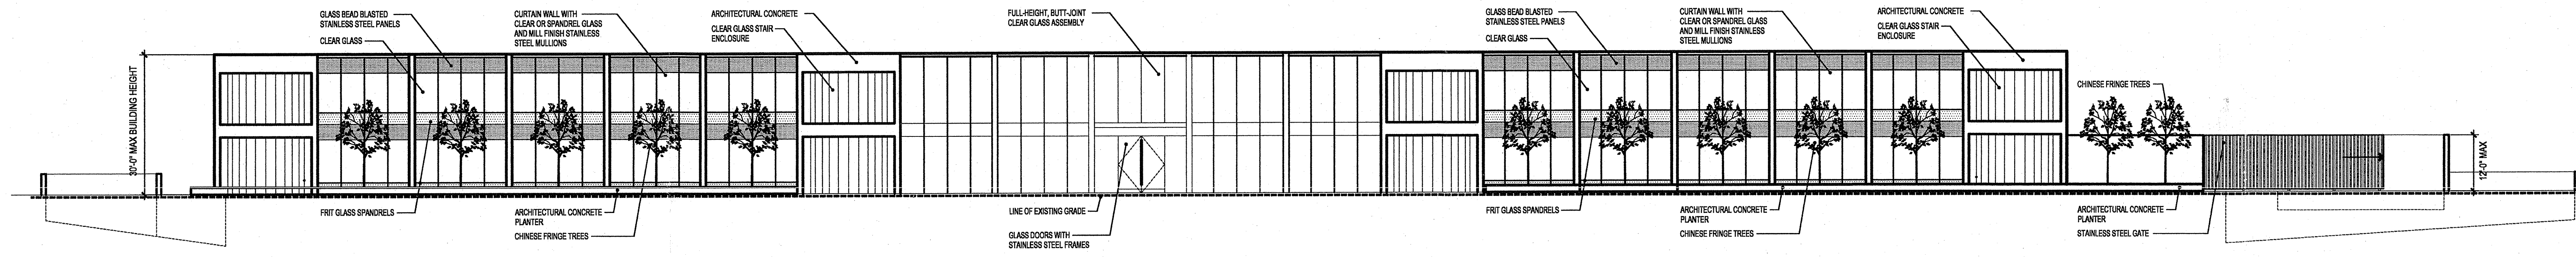 30'-0" MAX BUILDING HEIGHT
GLASS BEAD BLASTED
STAINLESS STEEL PANELS
CLEAR GLASS
CURTAIN WALL WITH
CLEAR OR SPANDREL GLASS
AND MILL FINISH STAINLESS
STEEL MULLIONS
ARCHITECTURAL CONCRETE
CLEAR GLASS STAIR
ENCLOSURE
FULL-HEIGHT, BUTT-JOINT
CLEAR GLASS ASSEMBLY
GLASS BEAD BLASTED
STAINLESS STEEL PANELS
CLEAR GLASS
CURTAIN WALL WITH
CLEAR OR SPANDREL GLASS
AND MILL FINISH STAINLESS
STEEL MULLIONS
ARCHITECTURAL CONCRETE
CLEAR GLASS STAIR
ENCLOSURE
CHINESE FRINGE TREES
12'-0" MAX
FRIT GLASS SPANDRELS
ARCHITECTURAL CONCRETE
PLANTER
CHINESE FRINGE TREES
LINE OF EXISTING GRADE
GLASS DOORS WITH
STAINLESS STEEL FRAMES
FRIT GLASS SPANDRELS
ARCHITECTURAL CONCRETE
PLANTER
CHINESE FRINGE TREES
ARCHITECTURAL CONCRETE
PLANTER
STAINLESS STEEL GATE